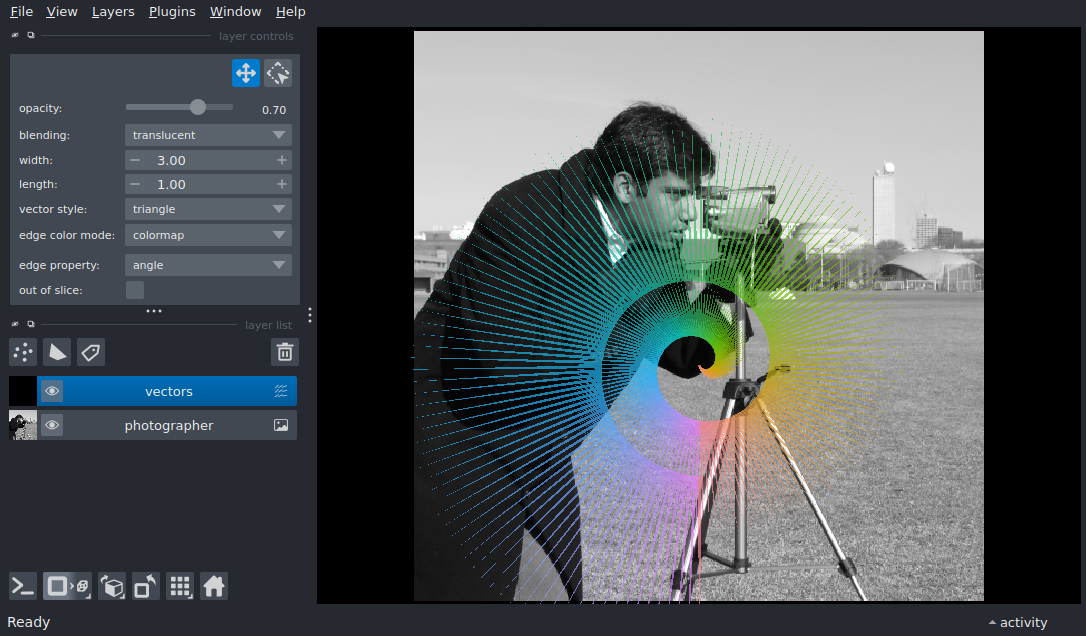 File View Layers Plugins Window Help
layer controls
opacity: 0.70
blending: translucent
width: − 3.00 +
length: − 1.00 +
vector style: triangle
edge color mode: colormap
edge property: angle
out of slice:
layer list
vectors
photographer
Ready activity